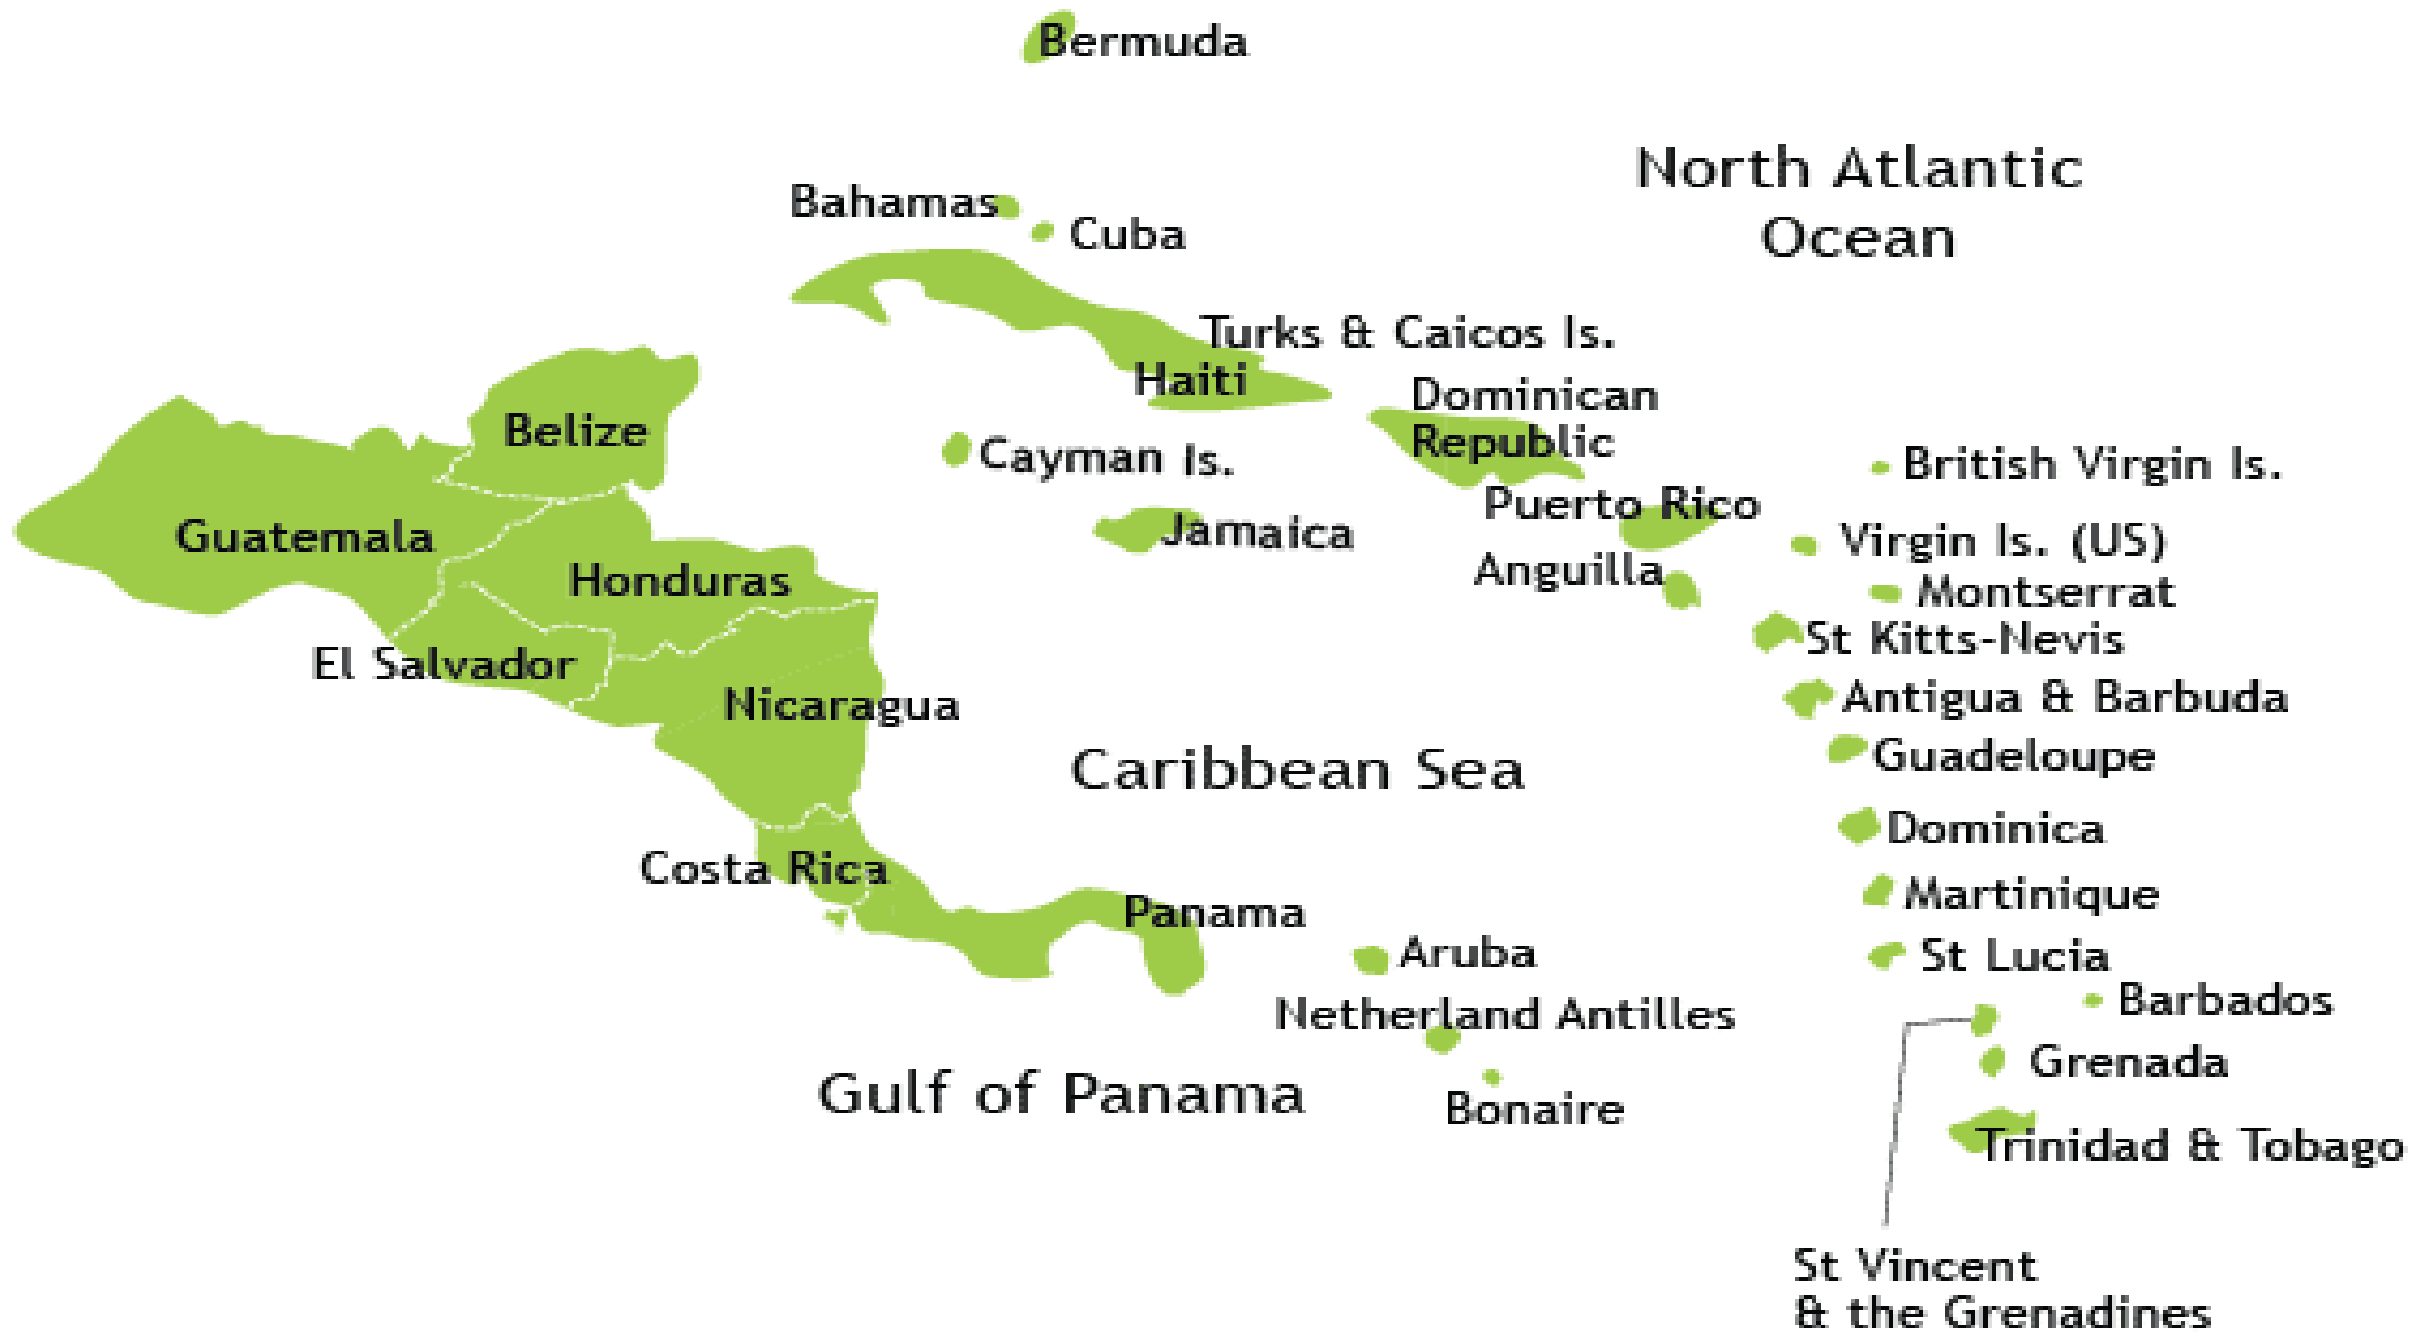 Bermuda
North Atlantic
Ocean
Bahamas
Cuba
Turks & Caicos Is.
Haiti
Dominican
Republic
Belize
Cayman Is.
British Virgin Is.
Puerto Rico
Guatemala
Jamaica
Virgin Is. (US)
Anguilla
Honduras
Montserrat
St Kitts-Nevis
El Salvador
Nicaragua
Antigua & Barbuda
Guadeloupe
Caribbean Sea
Dominica
Costa Rica
Martinique
Panama
Aruba
St Lucia
Barbados
Netherland Antilles
Grenada
Gulf of Panama
Bonaire
Trinidad & Tobago
St Vincent
& the Grenadines